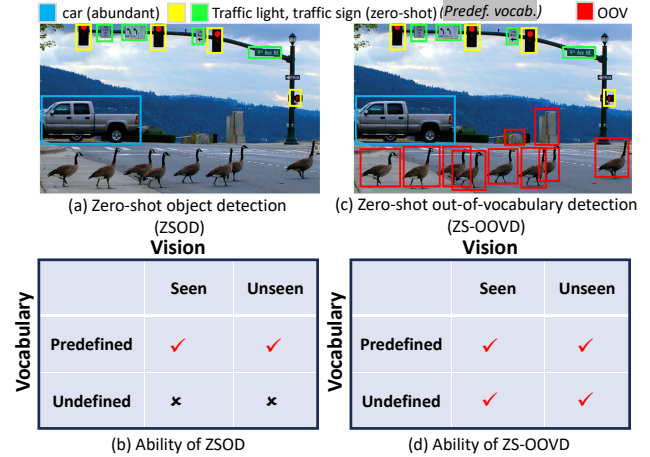 car (abundant) Traffic light, traffic sign (zero-shot) (Predef. vocab.) OOV
(a) Zero-shot object detection
(ZSOD)
(c) Zero-shot out-of-vocabulary detection
(ZS-OOVD)
Vision
Vocabulary
Seen Unseen
Predefined ✓ ✓
Undefined ✗ ✗
(b) Ability of ZSOD
Vision
Vocabulary
Seen Unseen
Predefined ✓ ✓
Undefined ✓ ✓
(d) Ability of ZS-OOVD